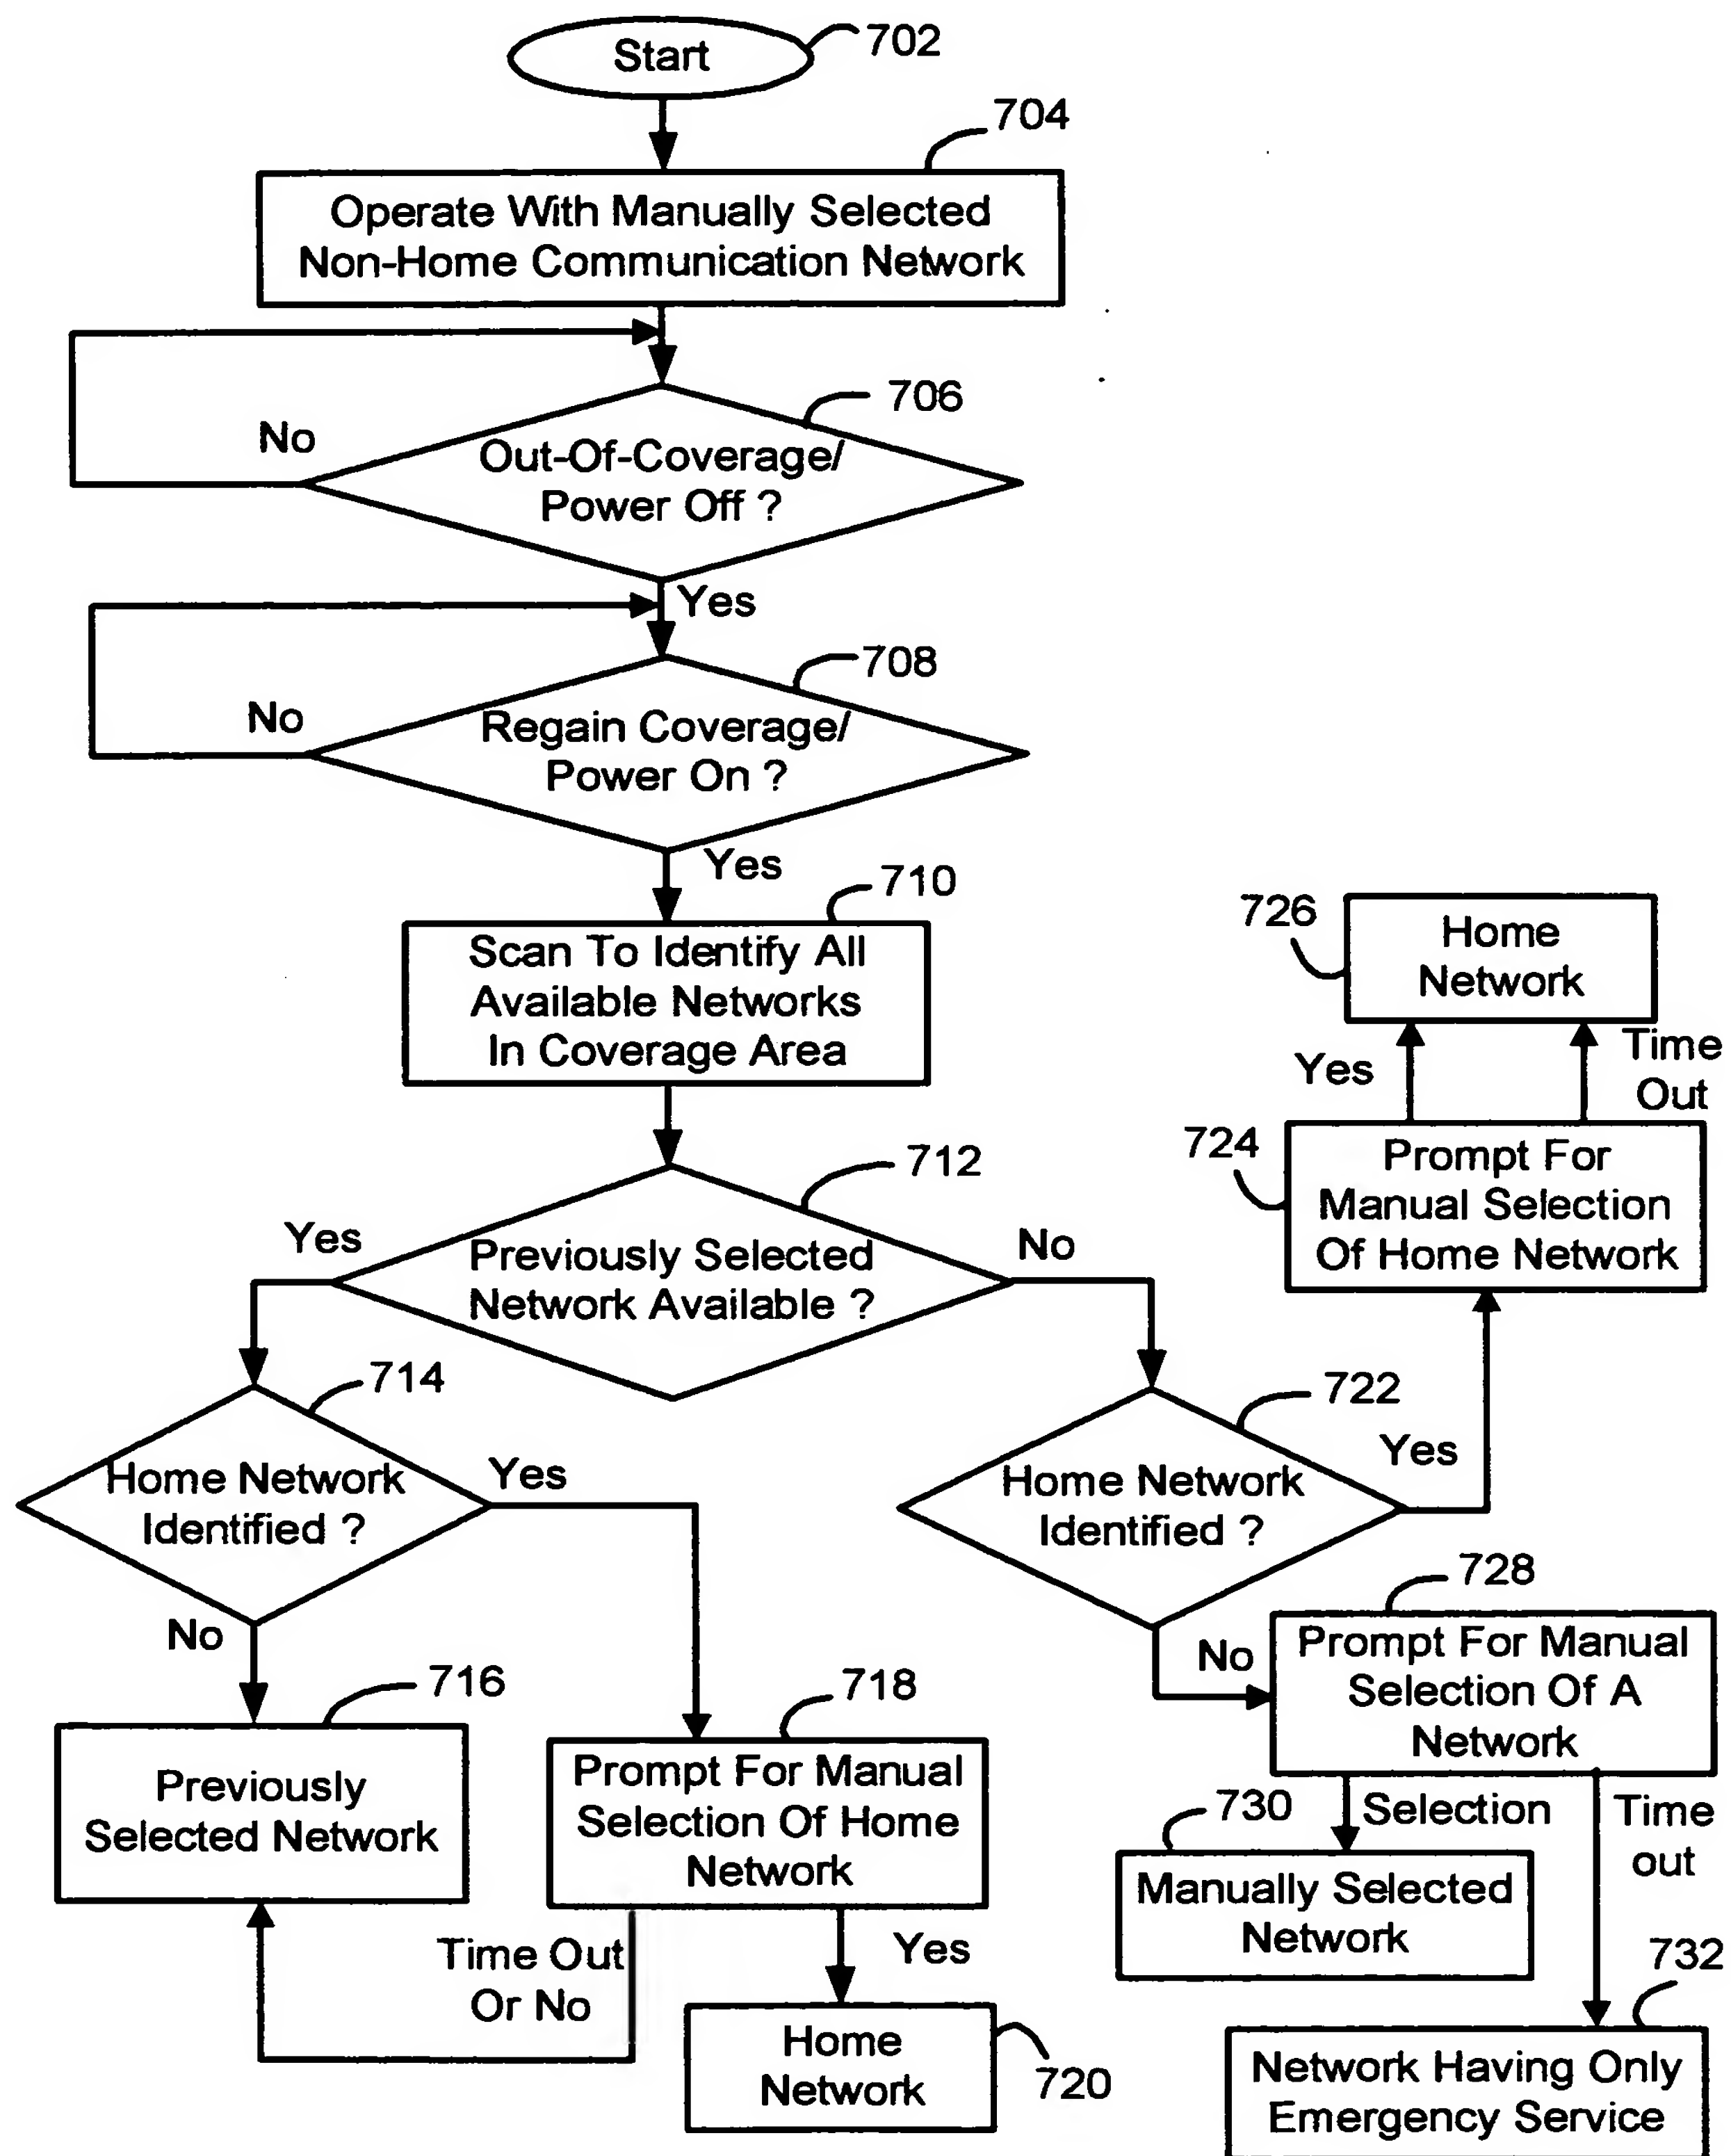 Start
702
704
Operate With Manually Selected
Non-Home Communication Network
706
No
Out-Of-Coverage/
Power Off ?
Yes
708
No
Regain Coverage/
Power On ?
Yes
710
Scan To Identify All
Available Networks
In Coverage Area
726
Home
Network
Yes
Time
Out
724
Prompt For
Manual Selection
Of Home Network
712
Yes
Previously Selected
Network Available ?
No
714
Home Network
Identified ?
Yes
No
722
Home Network
Identified ?
Yes
No
716
Previously
Selected Network
718
Prompt For Manual
Selection Of Home
Network
Time Out
Or No
Yes
Home
Network
720
728
Prompt For Manual
Selection Of A
Network
730
Selection
Time
out
Manually Selected
Network
732
Network Having Only
Emergency Service